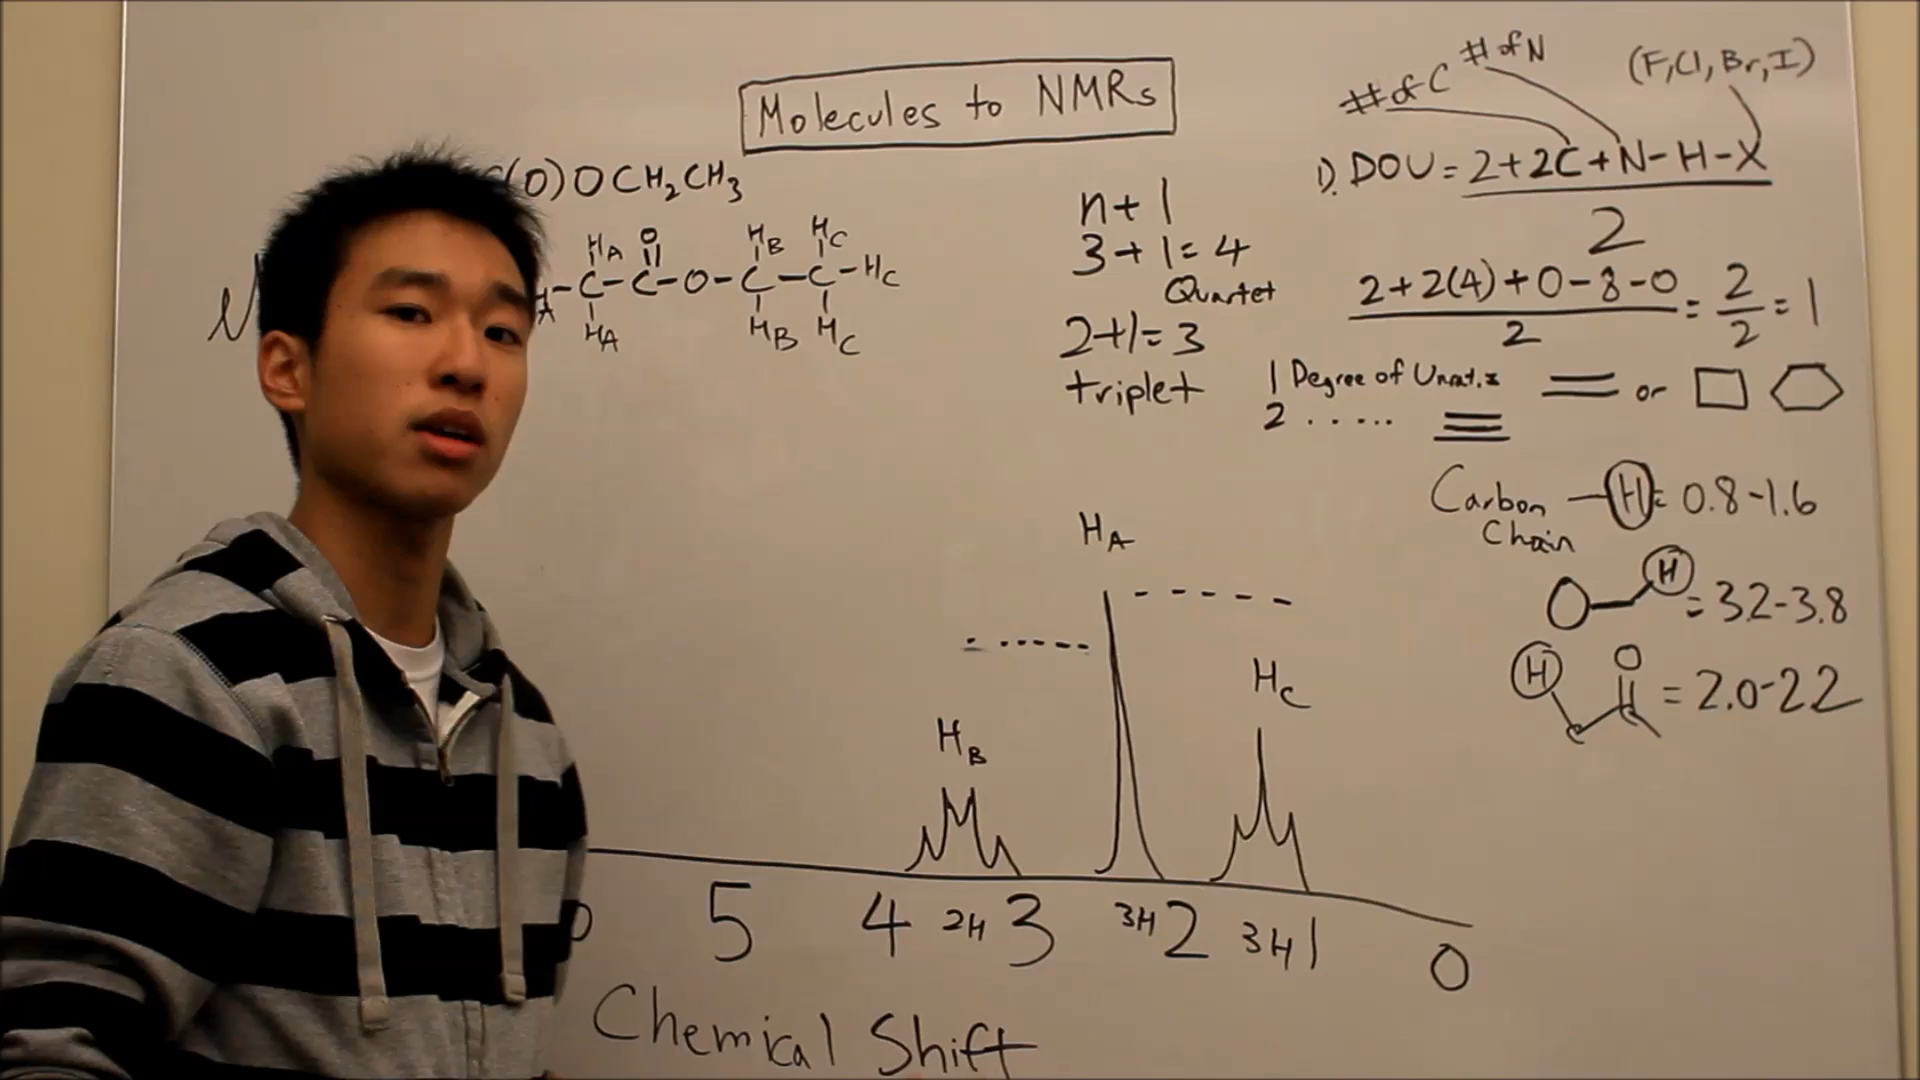 Molecules to NMRs
(O)OCH2CH3
HA O HB HC
H-C-C-O-C-C-HC
A HA HB HC
n+1
3+1=4
Quartet
2+1=3
triplet
# of C # of N (F,Cl,Br,I)
1). DOU = 2+2C+N-H-X
2
2+2(4)+0-8-0 = 2 = 1
2 2
1 Degree of Unsat. = or
2 ......
Carbon Chain -H = 0.8-1.6
O H = 3.2-3.8
H O = 2.0-2.2
C
HA
HB
HC
5 4 2H 3 3H 2 3H 1 0
Chemical Shift